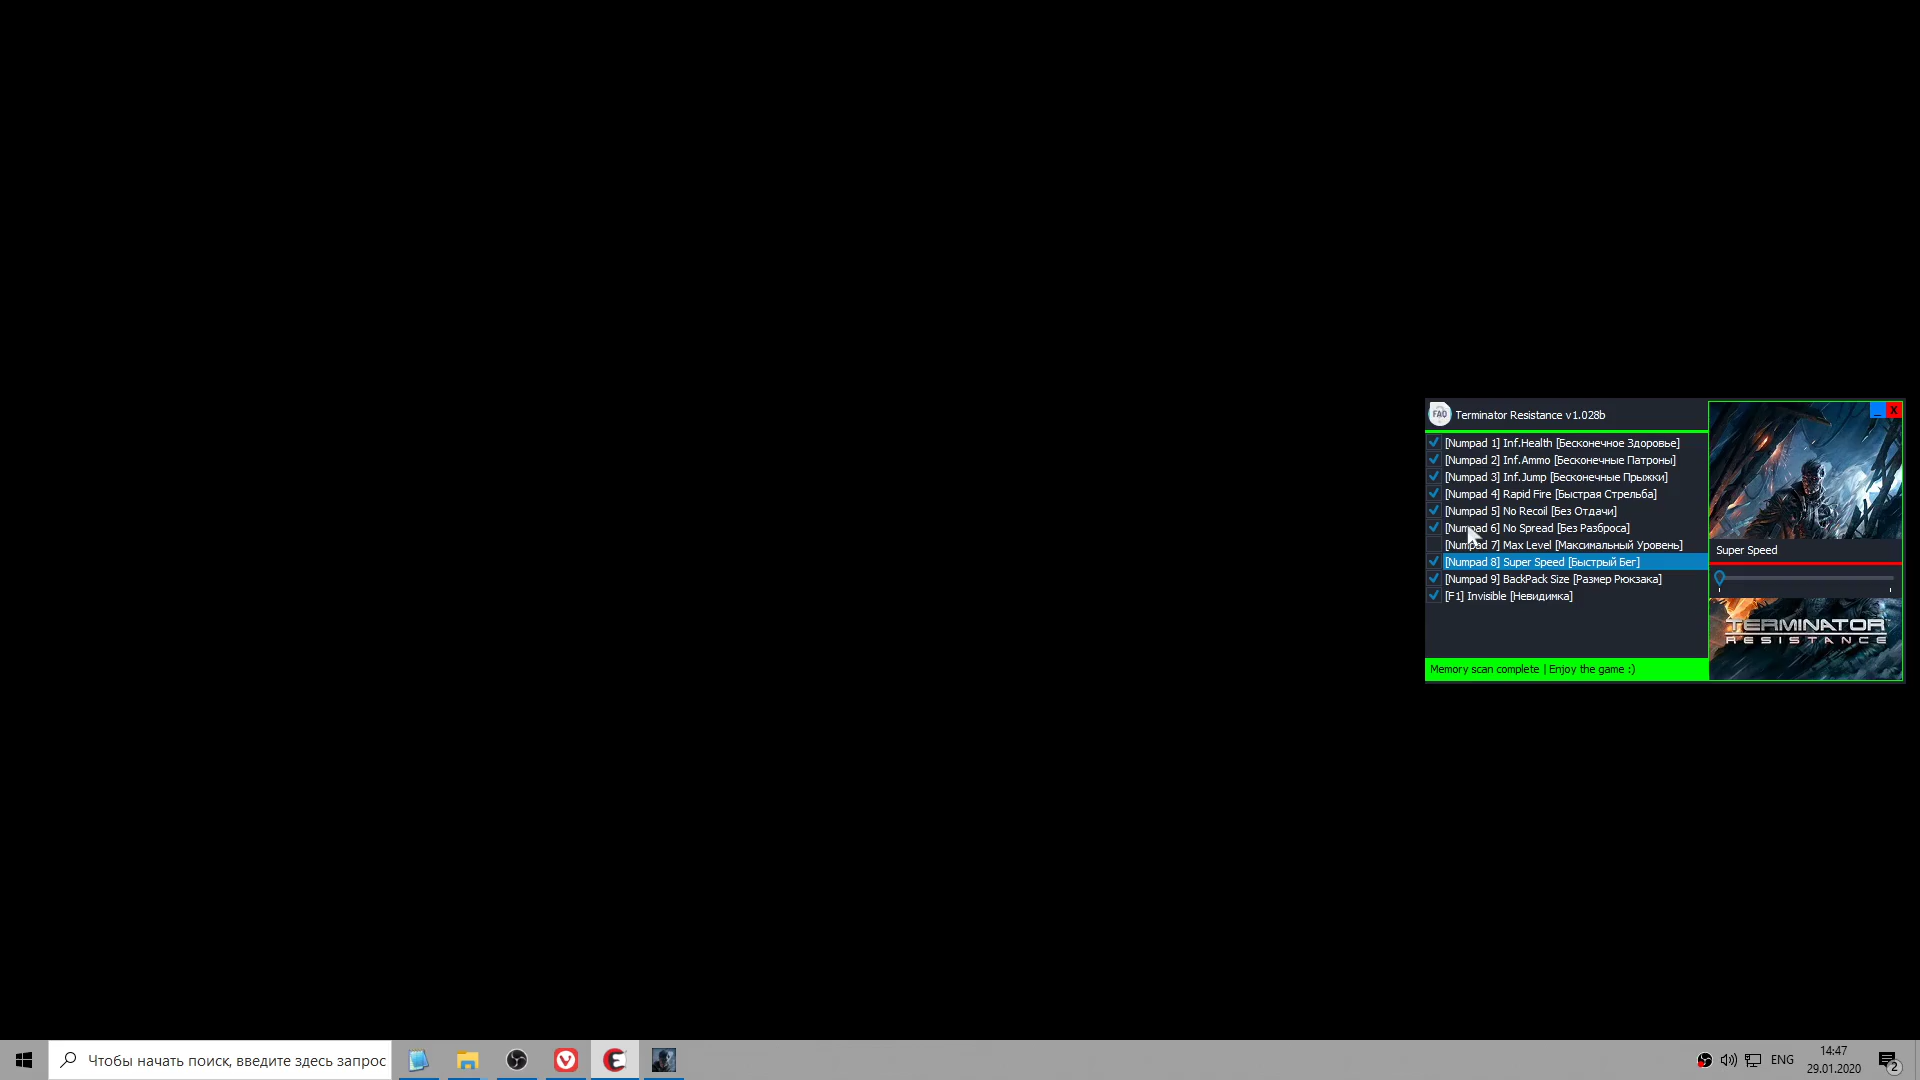 FAQ
Terminator Resistance v1.028b
_ X
[Numpad 1] Inf.Health [Бесконечное Здоровье]
[Numpad 2] Inf.Ammo [Бесконечные Патроны]
[Numpad 3] Inf.Jump [Бесконечные Прыжки]
[Numpad 4] Rapid Fire [Быстрая Стрельба]
[Numpad 5] No Recoil [Без Отдачи]
[Numpad 6] No Spread [Без Разброса]
[Numpad 7] Max Level [Максимальный Уровень]
[Numpad 8] Super Speed [Быстрый Бег]
[Numpad 9] BackPack Size [Размер Рюкзака]
[F1] Invisible [Невидимка]
Memory scan complete | Enjoy the game :)
Super Speed
TERMINATOR
RESISTANCE
Чтобы начать поиск, введите здесь запрос
ENG
14:47
29.01.2020
2